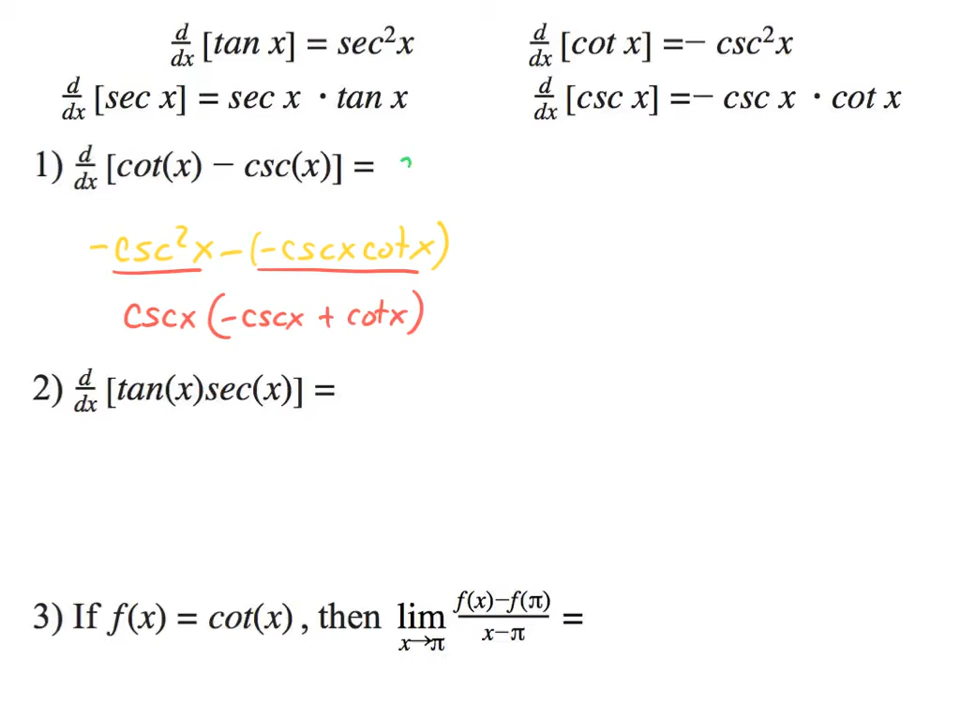 d/dx [tan x] = sec²x
d/dx [cot x] =− csc²x
d/dx [sec x] = sec x · tan x
d/dx [csc x] =− csc x · cot x
1) d/dx [cot(x) − csc(x)] =
-cscx²x - (-cscx cotx)
cscx (-cscx + cotx)
2) d/dx [tan(x)sec(x)] =
3) If f(x) = cot(x) , then lim x→π f(x)−f(π)/x−π =